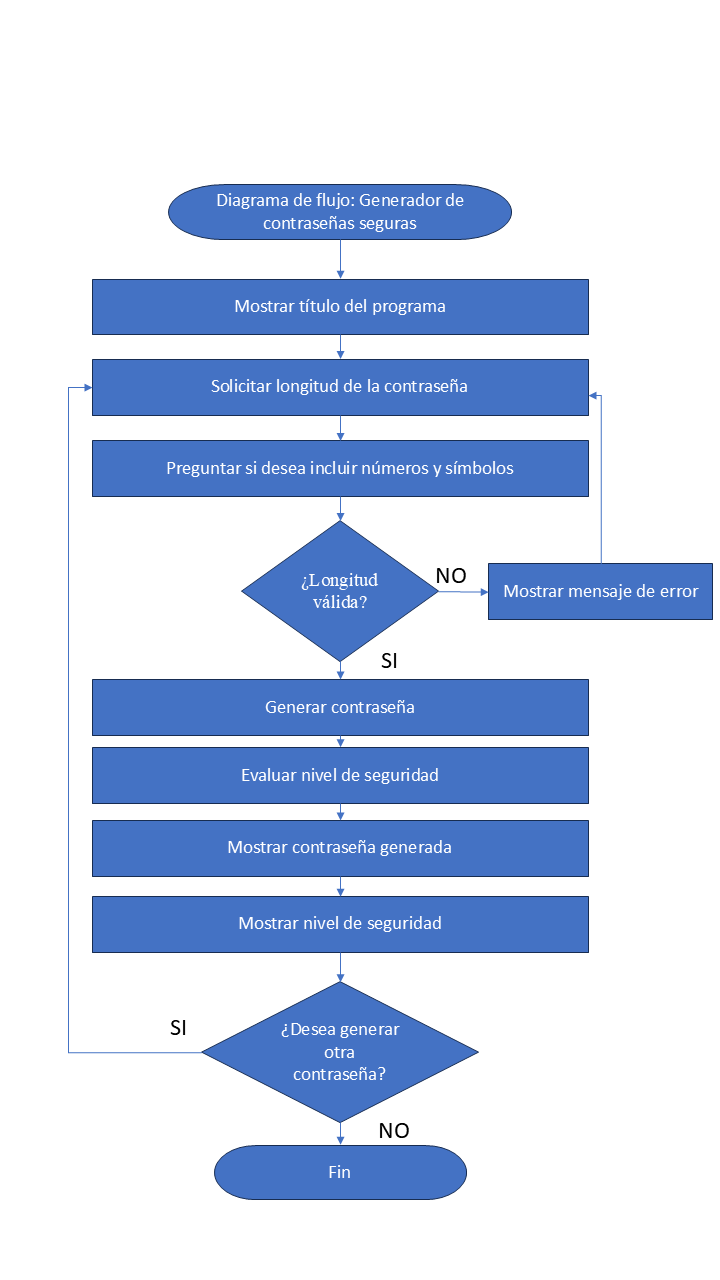 Diagrama de flujo: Generador de
contraseñas seguras
Mostrar título del programa
Solicitar longitud de la contraseña
Preguntar si desea incluir números y símbolos
¿Longitud
válida?
NO
Mostrar mensaje de error
SI
Generar contraseña
Evaluar nivel de seguridad
Mostrar contraseña generada
Mostrar nivel de seguridad
SI
¿Desea generar
otra
contraseña?
NO
Fin